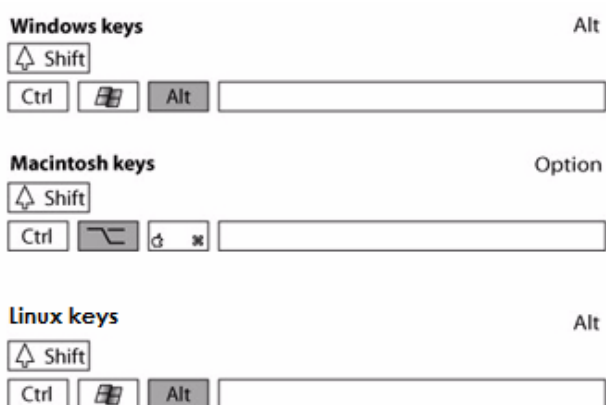 Windows keys Alt
Shift
Ctrl Alt
Macintosh keys Option
Shift
Ctrl ⌥ ⌘
Linux keys Alt
Shift
Ctrl Alt